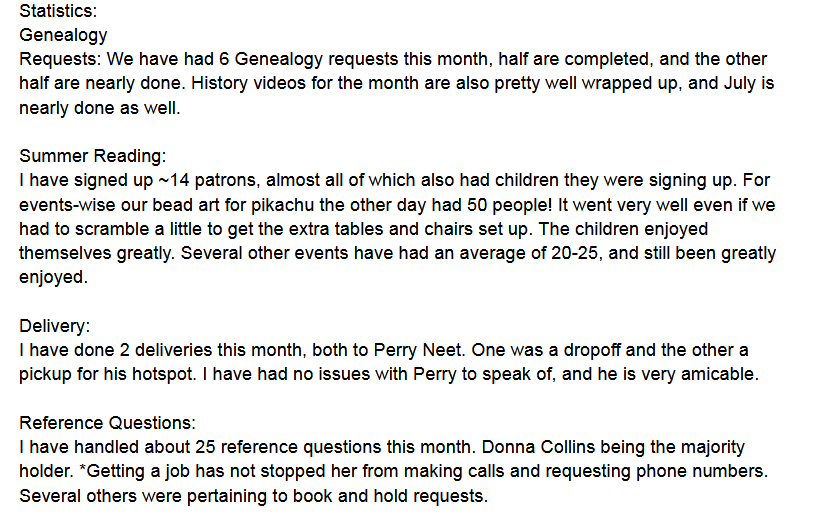 Statistics:
Genealogy
Requests: We have had 6 Genealogy requests this month, half are completed, and the other
half are nearly done. History videos for the month are also pretty well wrapped up, and July is
nearly done as well.
Summer Reading:
I have signed up ~14 patrons, almost all of which also had children they were signing up. For
events-wise our bead art for pikachu the other day had 50 people! It went very well even if we
had to scramble a little to get the extra tables and chairs set up. The children enjoyed
themselves greatly. Several other events have had an average of 20-25, and still been greatly
enjoyed.
Delivery:
I have done 2 deliveries this month, both to Perry Neet. One was a dropoff and the other a
pickup for his hotspot. I have had no issues with Perry to speak of, and he is very amicable.
Reference Questions:
I have handled about 25 reference questions this month. Donna Collins being the majority
holder. *Getting a job has not stopped her from making calls and requesting phone numbers.
Several others were pertaining to book and hold requests.